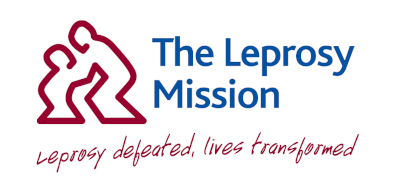 The Leprosy
Mission
Leprosy defeated, lives transformed